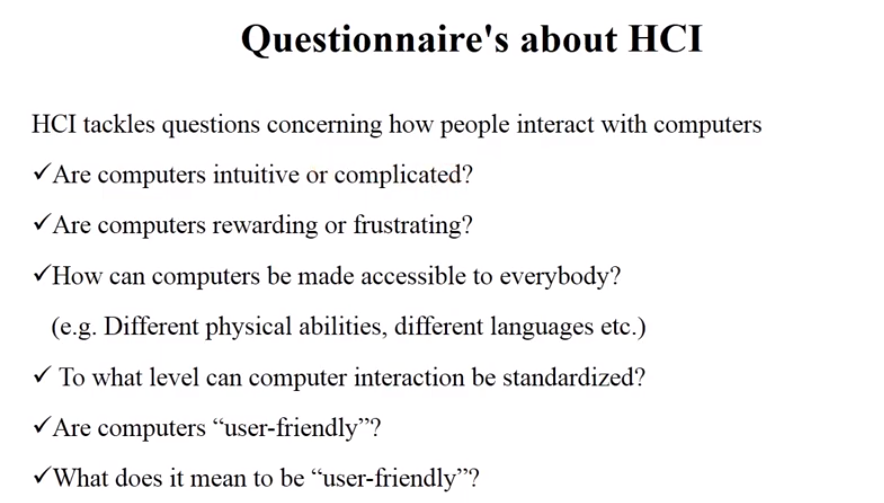 Questionnaire's about HCI
HCI tackles questions concerning how people interact with computers
✓Are computers intuitive or complicated?
✓Are computers rewarding or frustrating?
✓How can computers be made accessible to everybody?
(e.g. Different physical abilities, different languages etc.)
✓ To what level can computer interaction be standardized?
✓Are computers “user-friendly”?
✓What does it mean to be “user-friendly”?